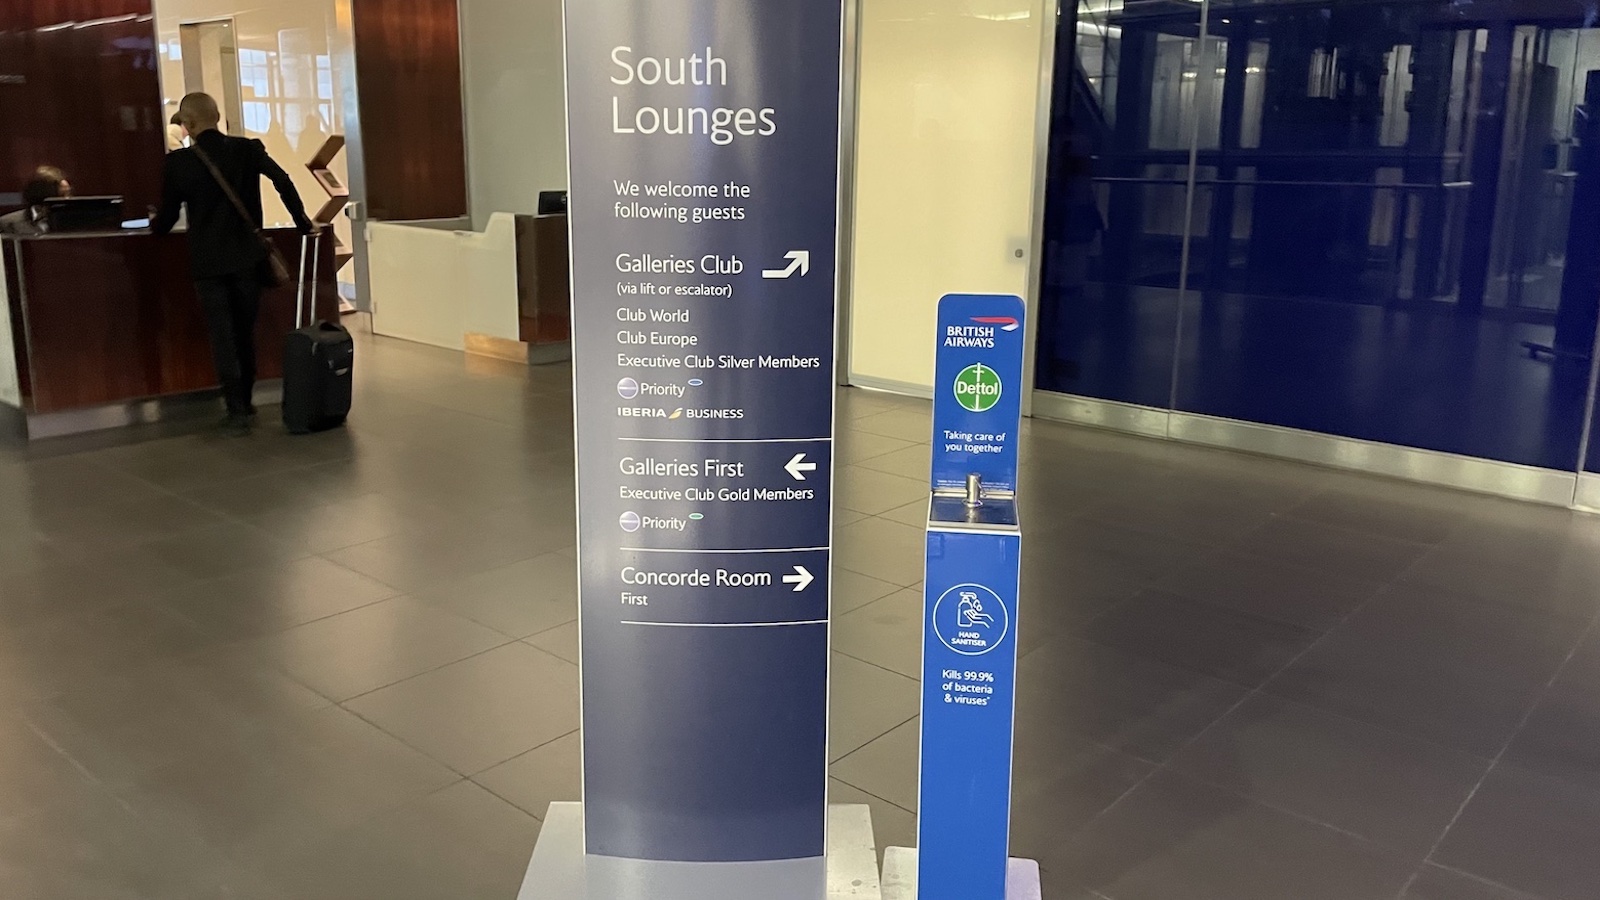 South
Lounges
We welcome the
following guests
Galleries Club
(via lift or escalator)
Club World
Club Europe
Executive Club Silver Members
Priority
IBERIA BUSINESS
Galleries First
Executive Club Gold Members
Priority
Concorde Room
First
BRITISH
AIRWAYS
Dettol
Taking care of
you together
HAND
SANITISER
Kills 99.9%
of bacteria
& viruses*